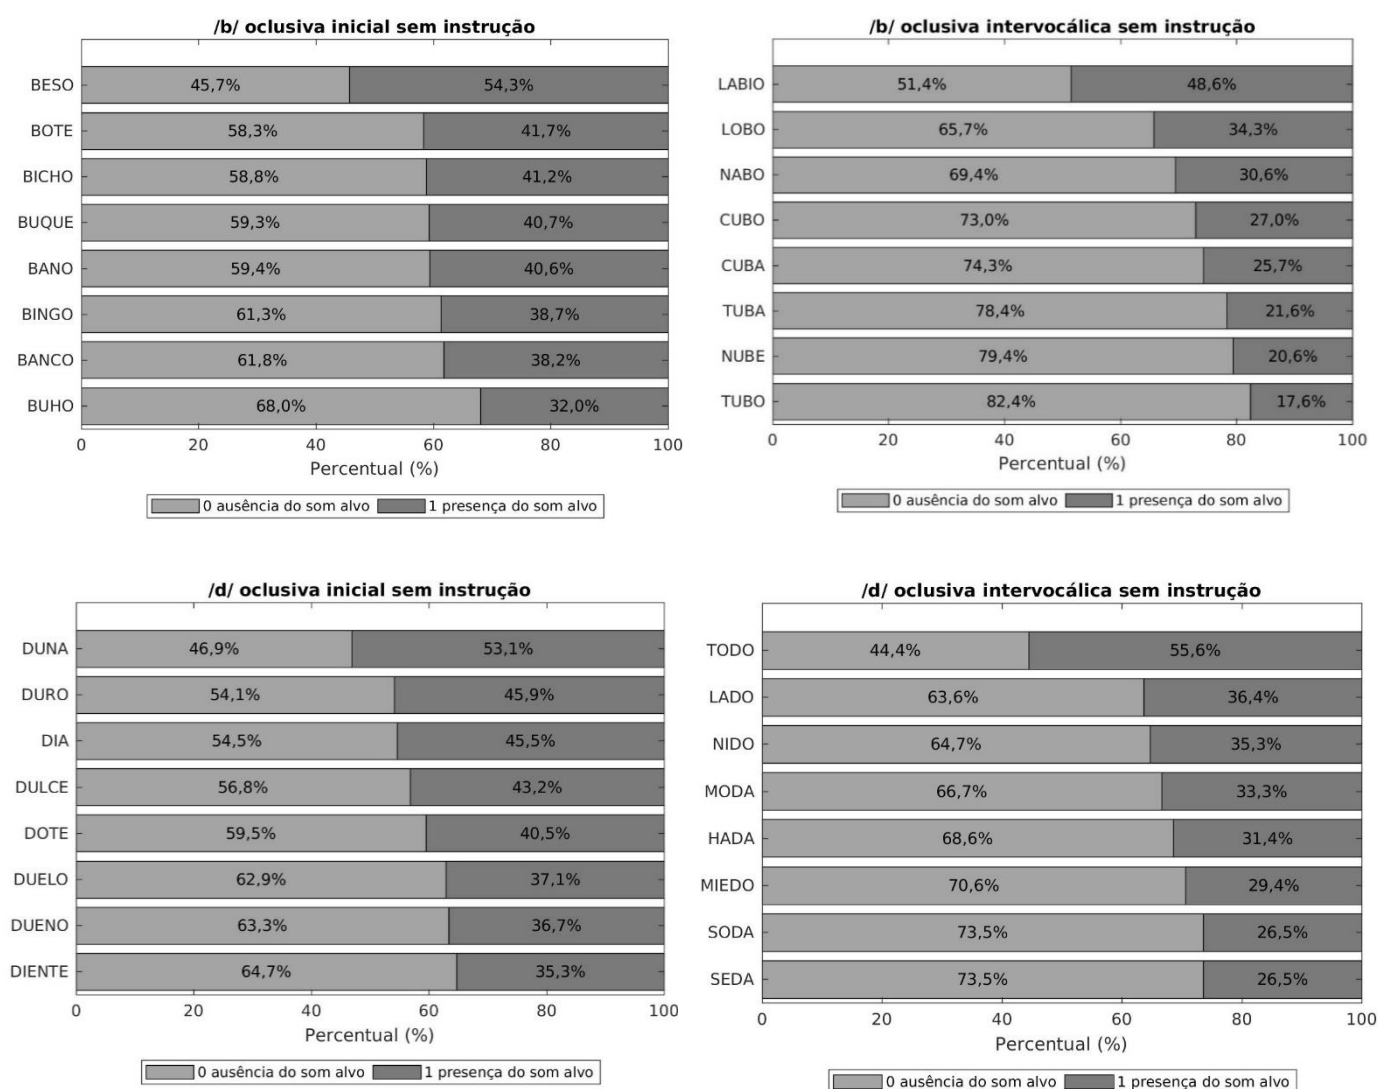 /b/ oclusiva inicial sem instrução
BESO 45,7% 54,3%
BOTE 58,3% 41,7%
BICHO 58,8% 41,2%
BUQUE 59,3% 40,7%
BANO 59,4% 40,6%
BINGO 61,3% 38,7%
BANCO 61,8% 38,2%
BUHO 68,0% 32,0%
0 20 40 60 80 100
Percentual (%)
0 ausência do som alvo 1 presença do som alvo
/b/ oclusiva intervocálica sem instrução
LABIO 51,4% 48,6%
LOBO 65,7% 34,3%
NABO 69,4% 30,6%
CUBO 73,0% 27,0%
CUBA 74,3% 25,7%
TUBA 78,4% 21,6%
NUBE 79,4% 20,6%
TUBO 82,4% 17,6%
0 20 40 60 80 100
Percentual (%)
0 ausência do som alvo 1 presença do som alvo
/d/ oclusiva inicial sem instrução
DUNA 46,9% 53,1%
DURO 54,1% 45,9%
DIA 54,5% 45,5%
DULCE 56,8% 43,2%
DOTE 59,5% 40,5%
DUELO 62,9% 37,1%
DUENO 63,3% 36,7%
DIENTE 64,7% 35,3%
0 20 40 60 80 100
Percentual (%)
0 ausência do som alvo 1 presença do som alvo
/d/ oclusiva intervocálica sem instrução
TODO 44,4% 55,6%
LADO 63,6% 36,4%
NIDO 64,7% 35,3%
MODA 66,7% 33,3%
HADA 68,6% 31,4%
MIEDO 70,6% 29,4%
SODA 73,5% 26,5%
SEDA 73,5% 26,5%
0 20 40 60 80 100
Percentual (%)
0 ausência do som alvo 1 presença do som alvo